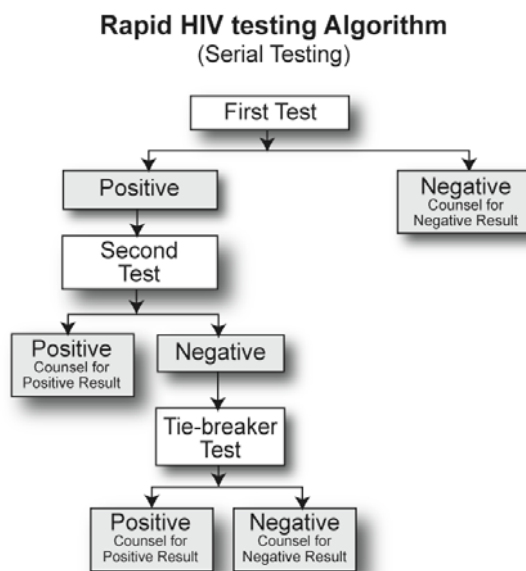 Rapid HIV testing Algorithm
(Serial Testing)
First Test
Positive
Negative
Counsel for
Negative Result
Second
Test
Positive
Counsel for
Positive Result
Negative
Tie-breaker
Test
Positive
Counsel for
Positive Result
Negative
Counsel for
Negative Result